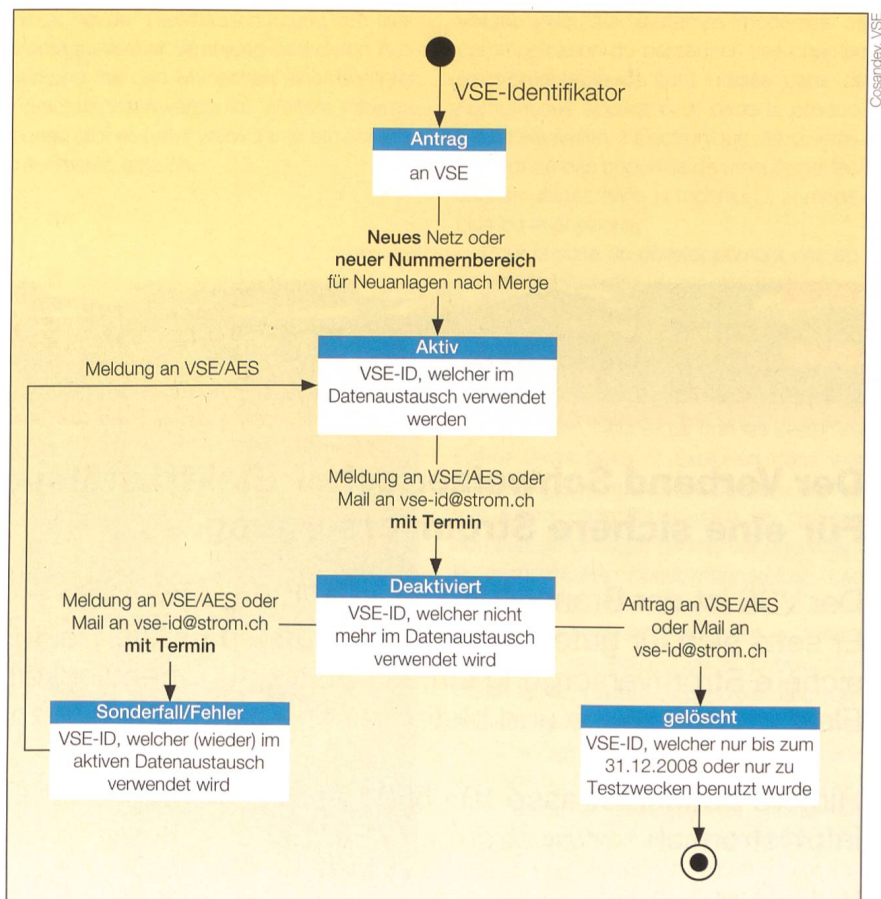 Cosandey, VSE
VSE-Identifikator
Antrag
an VSE
Neues Netz oder
neuer Nummernbereich
für Neuanlagen nach Merge
Meldung an VSE/AES
Aktiv
VSE-ID, welcher im
Datenaustausch verwendet
werden
Meldung an VSE/AES oder
Mail an vse-id@strom.ch
mit Termin
Deaktiviert
VSE-ID, welcher nicht
mehr im Datenaustausch
verwendet wird
Meldung an VSE/AES oder
Mail an vse-id@strom.ch
mit Termin
Antrag an VSE/AES
oder Mail an
vse-id@strom.ch
Sonderfall/Fehler
VSE-ID, welcher (wieder) im
aktiven Datenaustausch
verwendet wird
gelöscht
VSE-ID, welcher nur bis zum
31.12.2008 oder nur zu
Testzwecken benutzt wurde